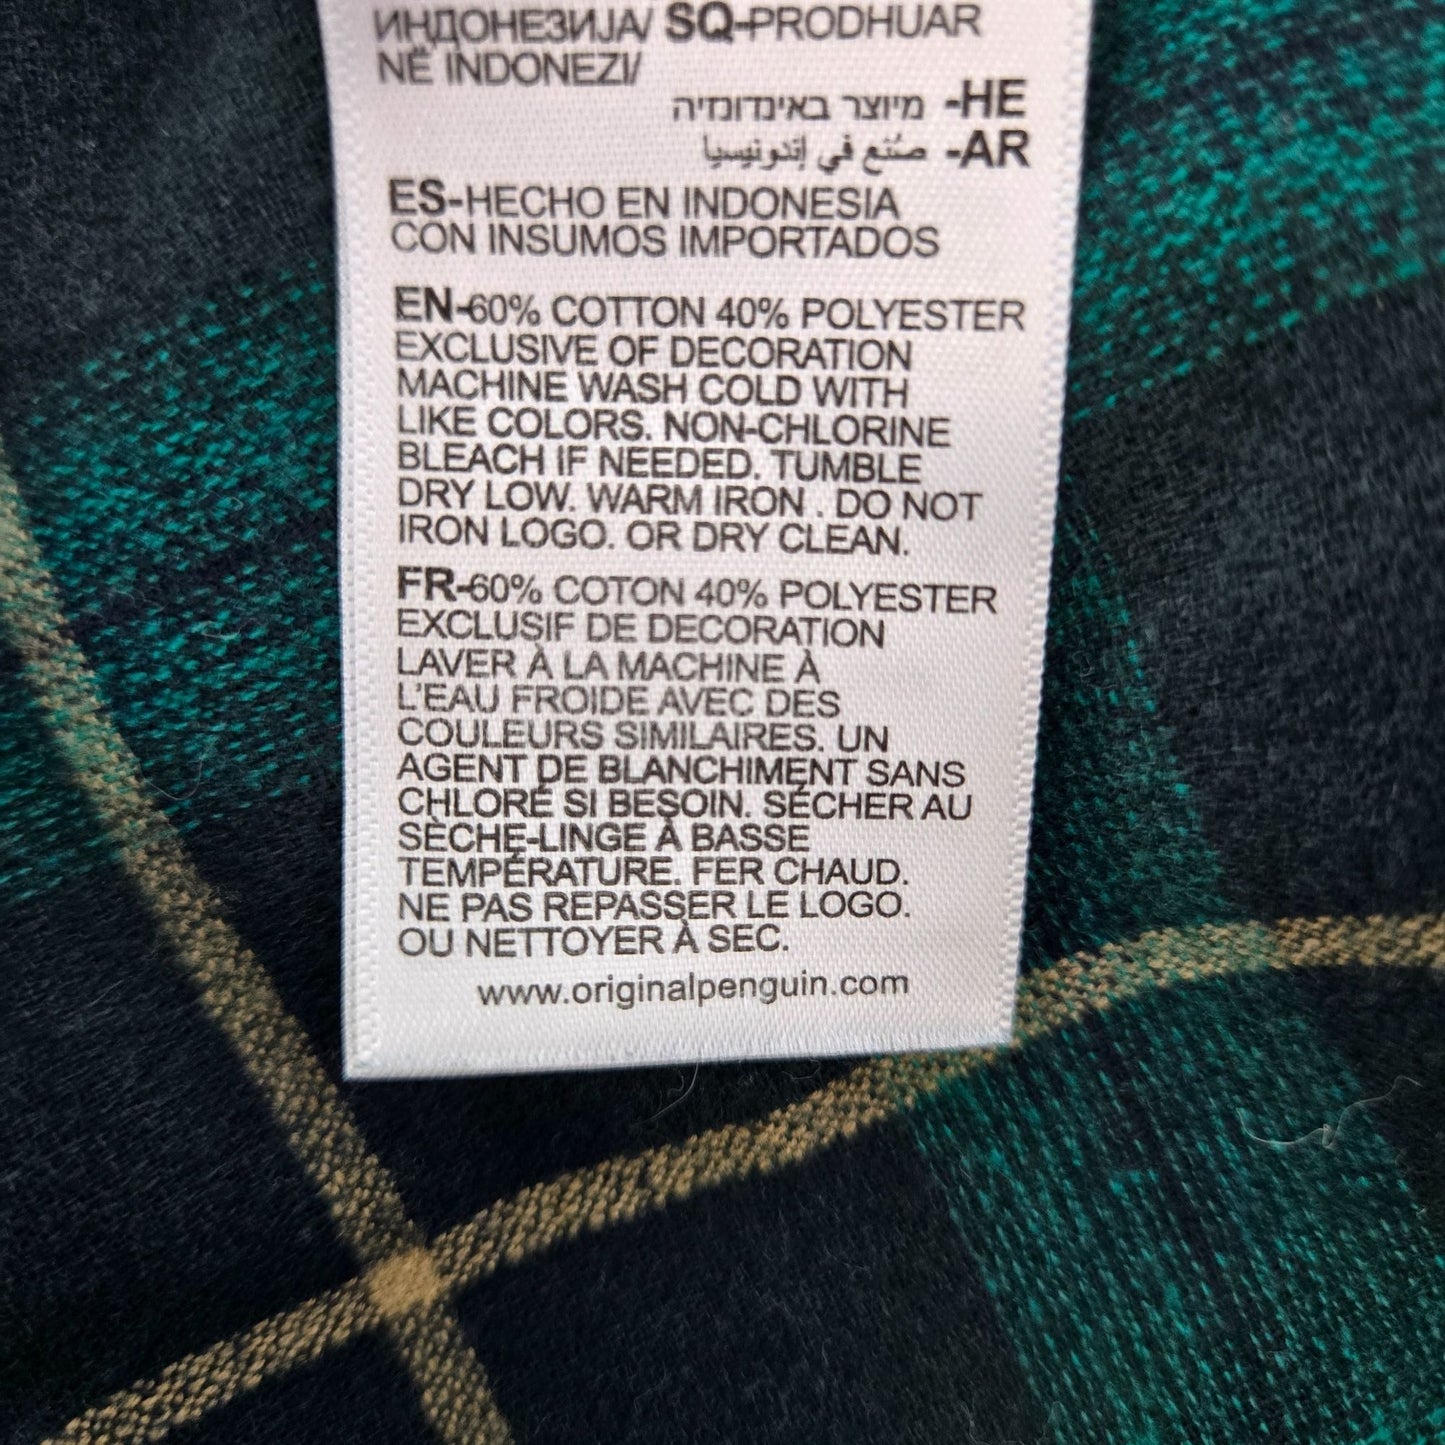 ИНДОНЕЗИЈА/ SQ-PRODHUAR
NË INDONEZI/
HE- מיוצר באינדונזיה
AR- صُنع في إندونيسيا
ES-HECHO EN INDONESIA
CON INSUMOS IMPORTADOS
EN-60% COTTON 40% POLYESTER
EXCLUSIVE OF DECORATION
MACHINE WASH COLD WITH
LIKE COLORS. NON-CHLORINE
BLEACH IF NEEDED. TUMBLE
DRY LOW. WARM IRON . DO NOT
IRON LOGO. OR DRY CLEAN.
FR-60% COTON 40% POLYESTER
EXCLUSIF DE DECORATION
LAVER À LA MACHINE À
L'EAU FROIDE AVEC DES
COULEURS SIMILAIRES. UN
AGENT DE BLANCHIMENT SANS
CHLORE SI BESOIN. SÉCHER AU
SÈCHE-LINGE À BASSE
TEMPÉRATURE. FER CHAUD.
NE PAS REPASSER LE LOGO.
OU NETTOYER À SEC.
www.originalpenguin.com